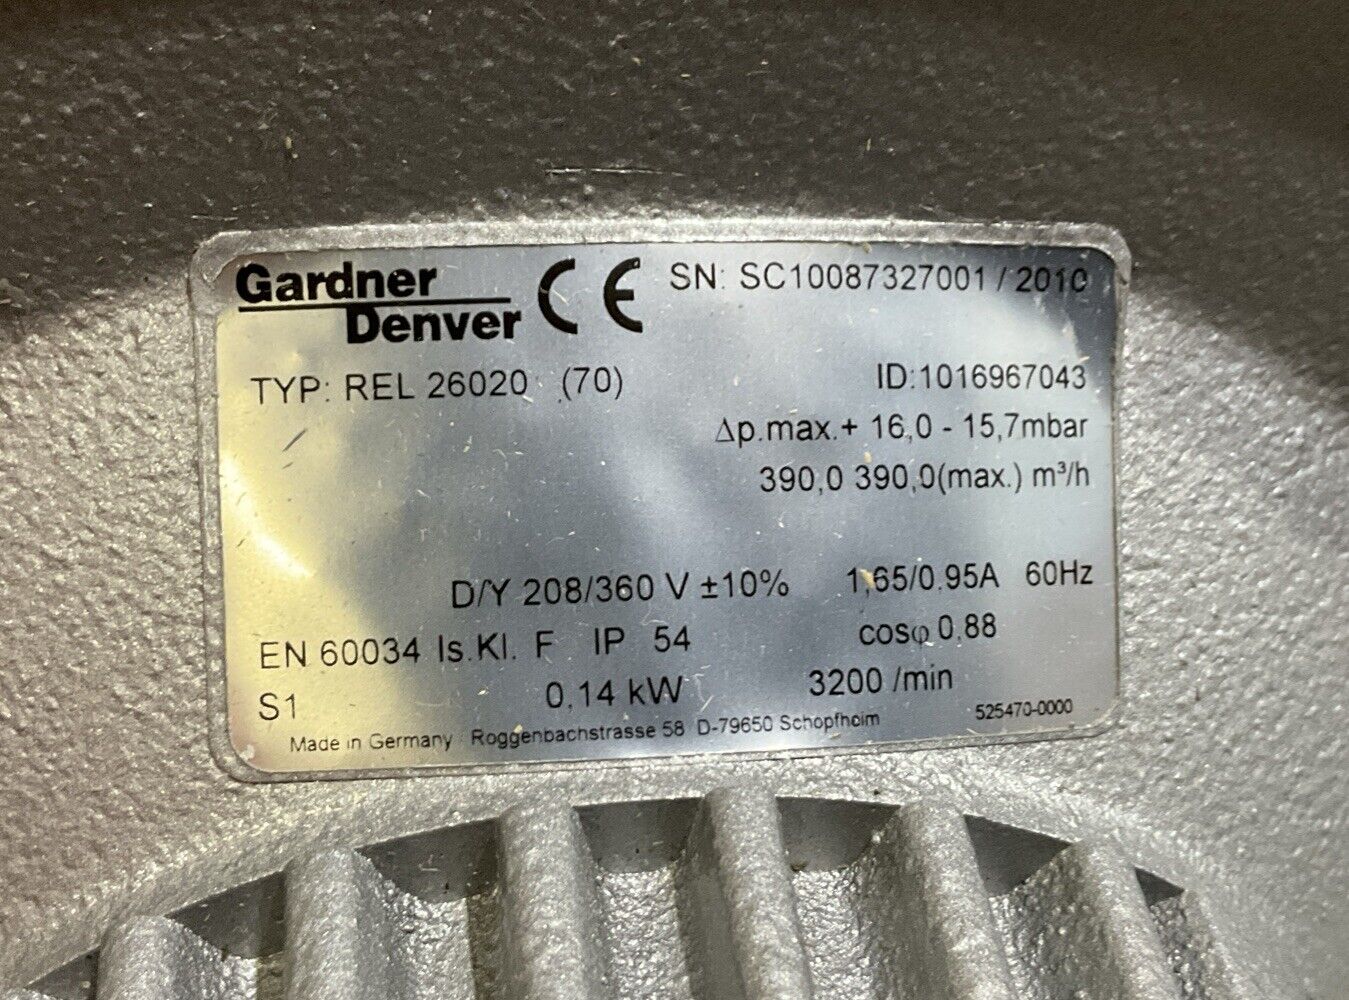 Gardner
Denver
CE SN: SC10087327001 / 2010
TYP: REL 26020 (70) ID:1016967043
Δp.max.+ 16,0 - 15,7mbar
390,0 390,0(max.) m³/h
D/Y 208/360 V ±10% 1,65/0.95A 60Hz
EN 60034 Is.Kl. F IP 54 cosφ 0.88
S1 0,14 kW 3200 /min
Made in Germany Roggenbachstrasse 58 D-79650 Schopfheim 525470-0000